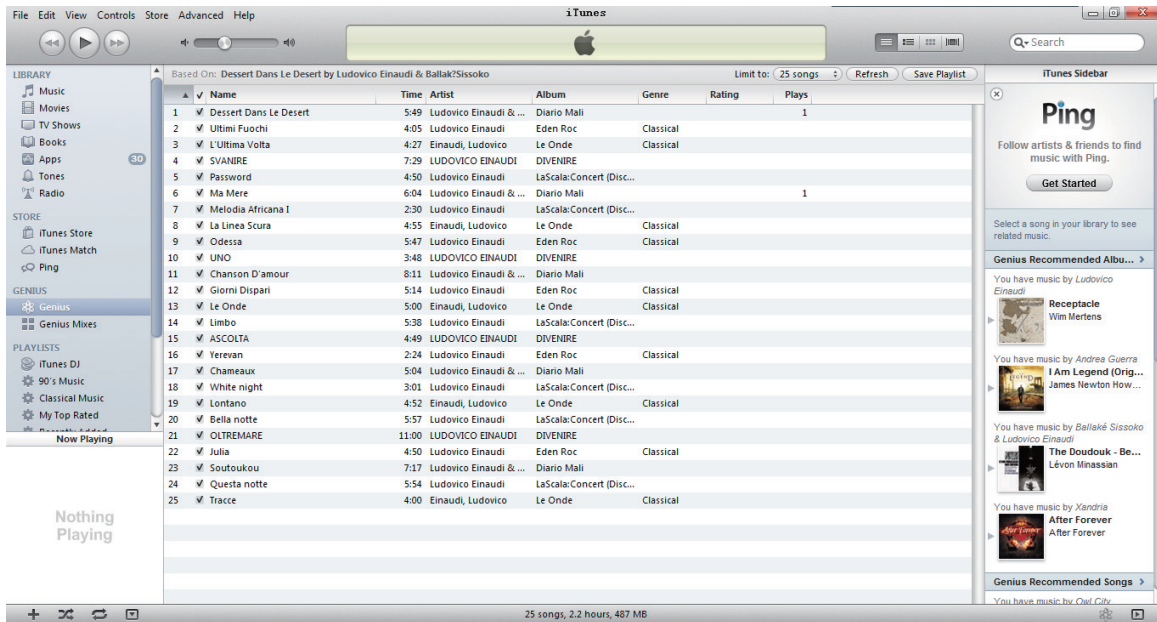 iTunes
File Edit View Controls Store Advanced Help
Search
LIBRARY
Music
Movies
TV Shows
Books
Apps 30
Tones
Radio
STORE
iTunes Store
iTunes Match
Ping
GENIUS
Genius
Genius Mixes
PLAYLISTS
iTunes DJ
90's Music
Classical Music
My Top Rated
Recently Added
Now Playing
Nothing
Playing
Based On: Dessert Dans Le Desert by Ludovico Einaudi & Ballak?Sissoko Limit to: 25 songs Refresh Save Playlist
Name Time Artist Album Genre Rating Plays
1 Dessert Dans Le Desert 5:49 Ludovico Einaudi & ... Diario Mali 1
2 Ultimi Fuochi 4:05 Ludovico Einaudi Eden Roc Classical
3 L'Ultima Volta 4:27 Einaudi, Ludovico Le Onde Classical
4 SVANIRE 7:29 LUDOVICO EINAUDI DIVENIRE
5 Password 4:50 Ludovico Einaudi LaScala:Concert (Disc...
6 Ma Mere 6:04 Ludovico Einaudi & ... Diario Mali 1
7 Melodia Africana I 2:30 Ludovico Einaudi LaScala:Concert (Disc...
8 La Linea Scura 4:55 Einaudi, Ludovico Le Onde Classical
9 Odessa 5:47 Ludovico Einaudi Eden Roc Classical
10 UNO 3:48 LUDOVICO EINAUDI DIVENIRE
11 Chanson D'amour 8:11 Ludovico Einaudi & ... Diario Mali
12 Giorni Dispari 5:14 Ludovico Einaudi Eden Roc Classical
13 Le Onde 5:00 Einaudi, Ludovico Le Onde Classical
14 Limbo 5:38 Ludovico Einaudi LaScala:Concert (Disc...
15 ASCOLTA 4:49 LUDOVICO EINAUDI DIVENIRE
16 Yerevan 2:24 Ludovico Einaudi Eden Roc Classical
17 Chameaux 5:04 Ludovico Einaudi & ... Diario Mali
18 White night 3:01 Ludovico Einaudi LaScala:Concert (Disc...
19 Lontano 4:52 Einaudi, Ludovico Le Onde Classical
20 Bella notte 5:57 Ludovico Einaudi LaScala:Concert (Disc...
21 OLTREMARE 11:00 LUDOVICO EINAUDI DIVENIRE
22 Julia 4:50 Ludovico Einaudi Eden Roc Classical
23 Soutoukou 7:17 Ludovico Einaudi & ... Diario Mali
24 Questa notte 5:54 Ludovico Einaudi LaScala:Concert (Disc...
25 Tracce 4:00 Einaudi, Ludovico Le Onde Classical
iTunes Sidebar
Ping
Follow artists & friends to find
music with Ping.
Get Started
Select a song in your library to see
related music.
Genius Recommended Albu...
You have music by Ludovico
Einaudi
Receptacle
Wim Mertens
You have music by Andrea Guerra
I Am Legend (Orig...
James Newton How...
You have music by Ballaké Sissoko
& Ludovico Einaudi
The Doudouk - Be...
Lévon Minassian
You have music by Xandria
After Forever
After Forever
Genius Recommended Songs
You have music by Owl City
25 songs, 2.2 hours, 487 MB